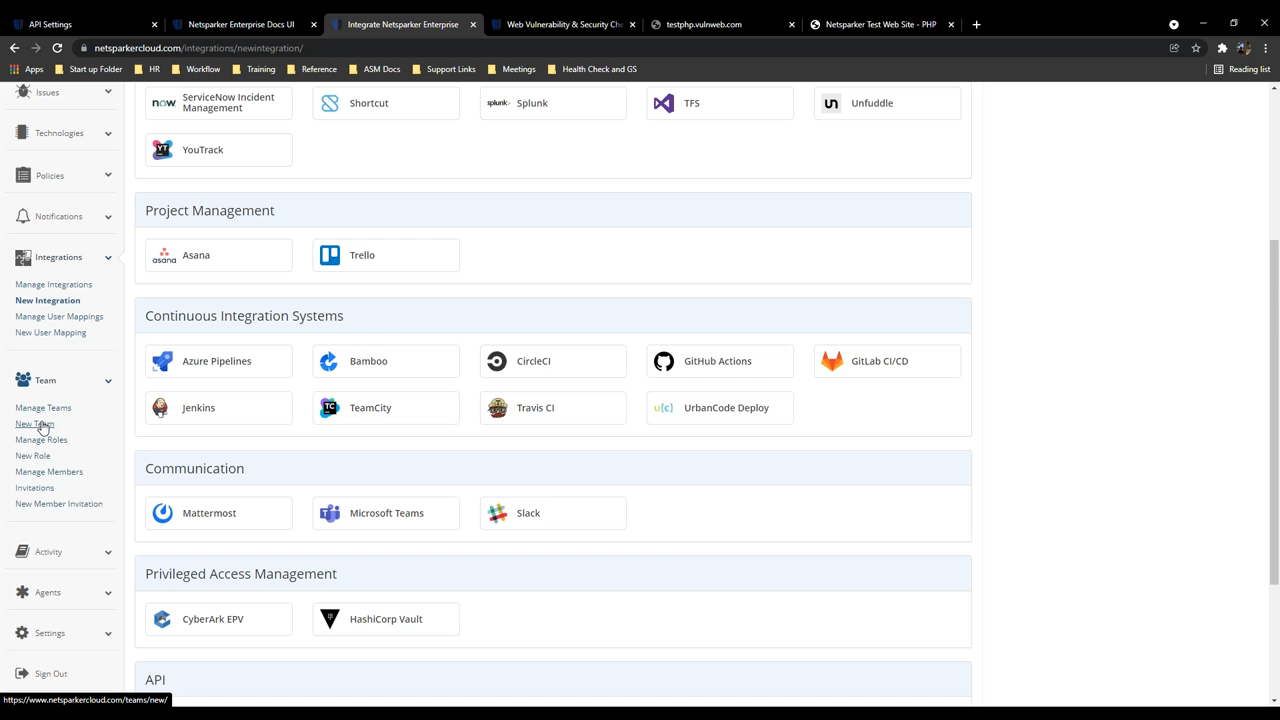 API Settings
Netsparker Enterprise Docs UI
Integrate Netsparker Enterprise
Web Vulnerability & Security Che
testphp.vulnweb.com
Netsparker Test Web Site - PHP
netsparkercloud.com/integrations/newintegration/
Apps
Start up Folder
HR
Workflow
Training
Reference
ASM Docs
Support Links
Meetings
Health Check and GS
Reading list
Issues
Technologies
Policies
Notifications
Integrations
Manage Integrations
New Integration
Manage User Mappings
New User Mapping
Team
Manage Teams
New Team
Manage Roles
New Role
Manage Members
Invitations
New Member Invitation
Activity
Agents
Settings
Sign Out
now
ServiceNow Incident
Management
Shortcut
splunk>
Splunk
TFS
un
Unfuddle
YT
YouTrack
Project Management
asana
Asana
Trello
Continuous Integration Systems
Azure Pipelines
Bamboo
CircleCI
GitHub Actions
GitLab CI/CD
Jenkins
TC
TeamCity
Travis CI
u{c}
UrbanCode Deploy
Communication
Mattermost
Microsoft Teams
Slack
Privileged Access Management
CyberArk EPV
HashiCorp Vault
API
https://www.netsparkercloud.com/teams/new/